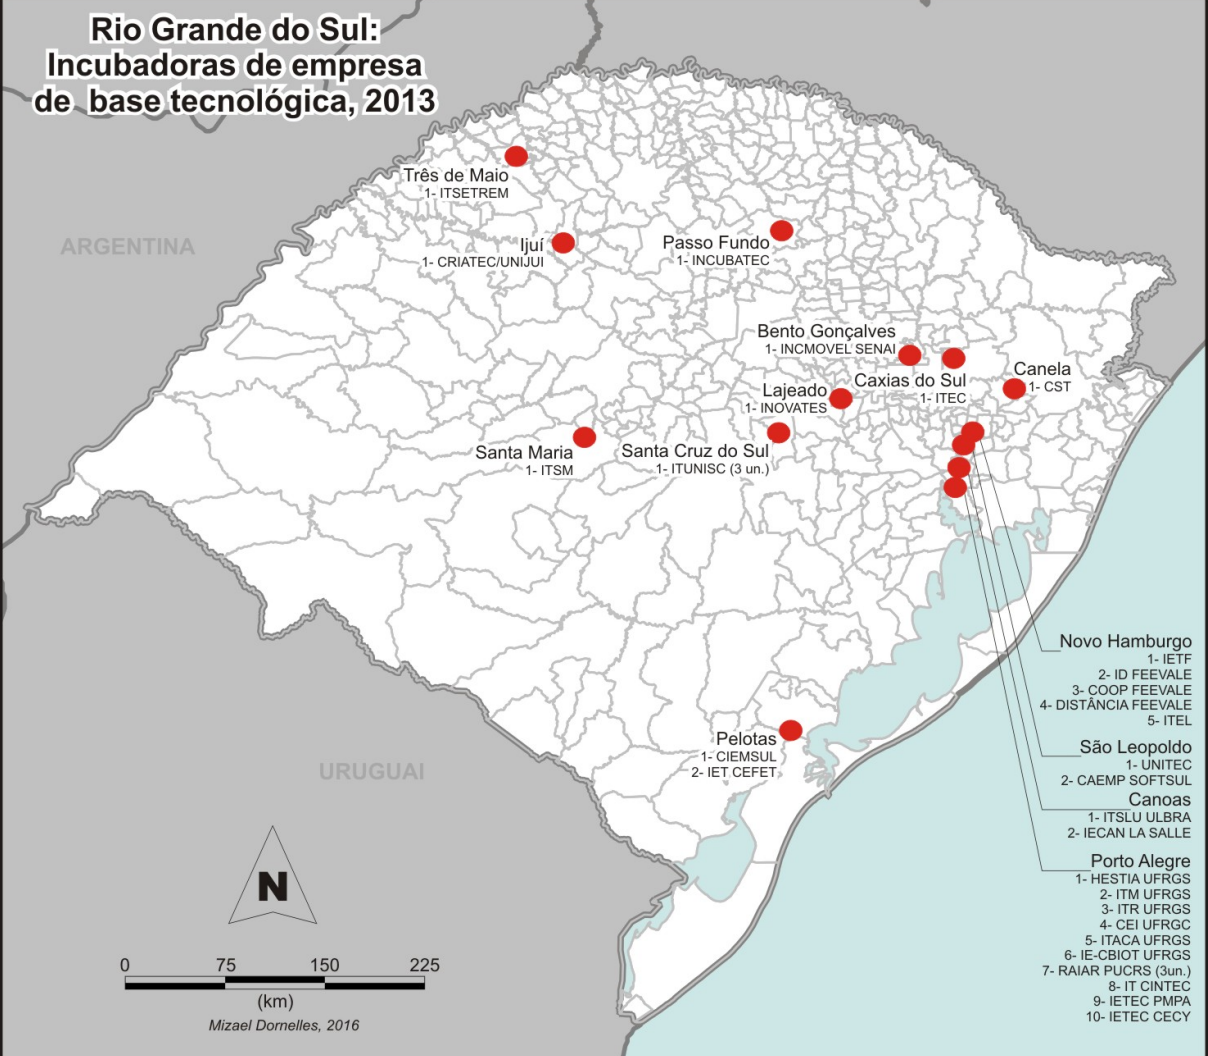 Rio Grande do Sul:
Incubadoras de empresa
de base tecnológica, 2013
ARGENTINA
Três de Maio
1- ITSETREM
Ijuí
1- CRIATEC/UNIJUI
Passo Fundo
1- INCUBATEC
Bento Gonçalves
1- INCMOVEL SENAI
Caxias do Sul
1- ITEC
Canela
1- CST
Lajeado
1- INOVATES
Santa Maria
1- ITSM
Santa Cruz do Sul
1- ITUNISC (3 un.)
Novo Hamburgo
1- IETF
2- ID FEEVALE
3- COOP FEEVALE
4- DISTÂNCIA FEEVALE
5- ITEL
São Leopoldo
1- UNITEC
2- CAEMP SOFTSUL
Canoas
1- ITSLU ULBRA
2- IECAN LA SALLE
Porto Alegre
1- HESTIA UFRGS
2- ITM UFRGS
3- ITR UFRGS
4- CEI UFRGC
5- ITACA UFRGS
6- IE-CBIOT UFRGS
7- RAIAR PUCRS (3un.)
8- IT CINTEC
9- IETEC PMPA
10- IETEC CECY
Pelotas
1- CIEMSUL
2- IET CEFET
URUGUAI
N
0 75 150 225
(km)
Mizael Dornelles, 2016